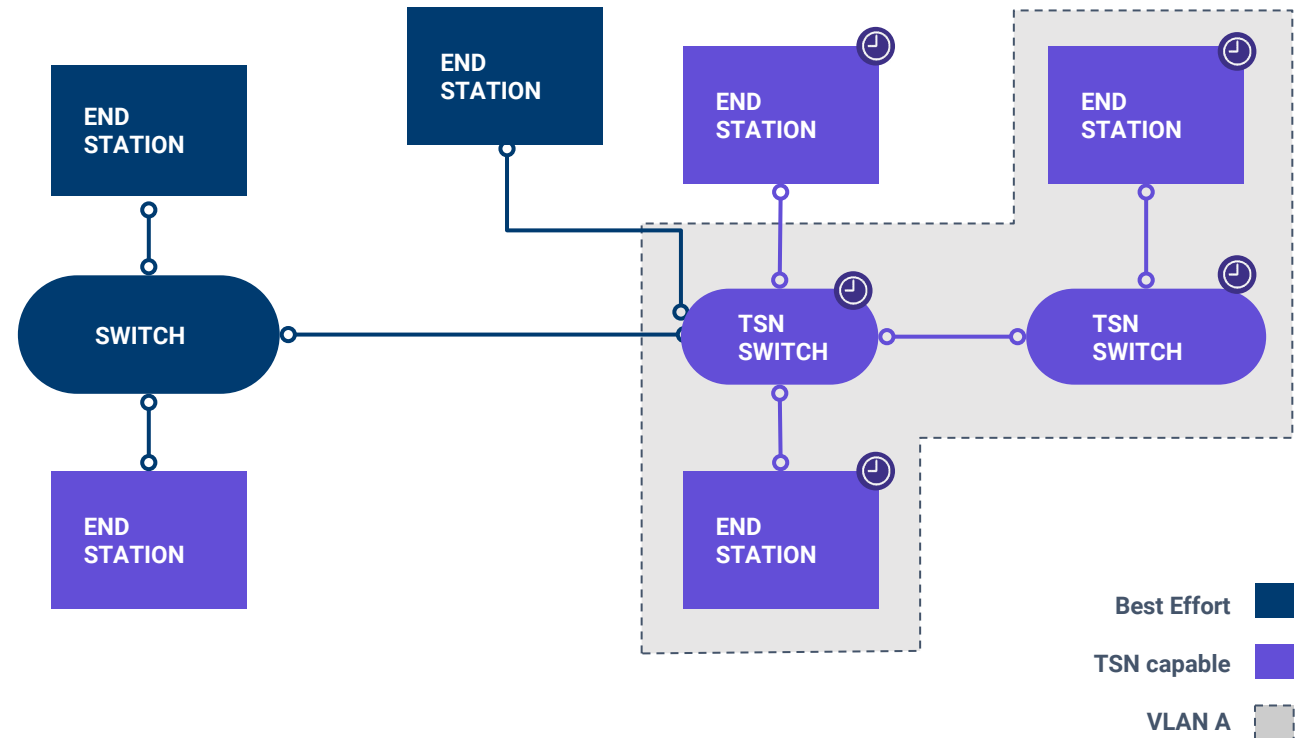 END
STATION
END
STATION
END
STATION
END
STATION
SWITCH
TSN
SWITCH
TSN
SWITCH
END
STATION
END
STATION
Best Effort
TSN capable
VLAN A